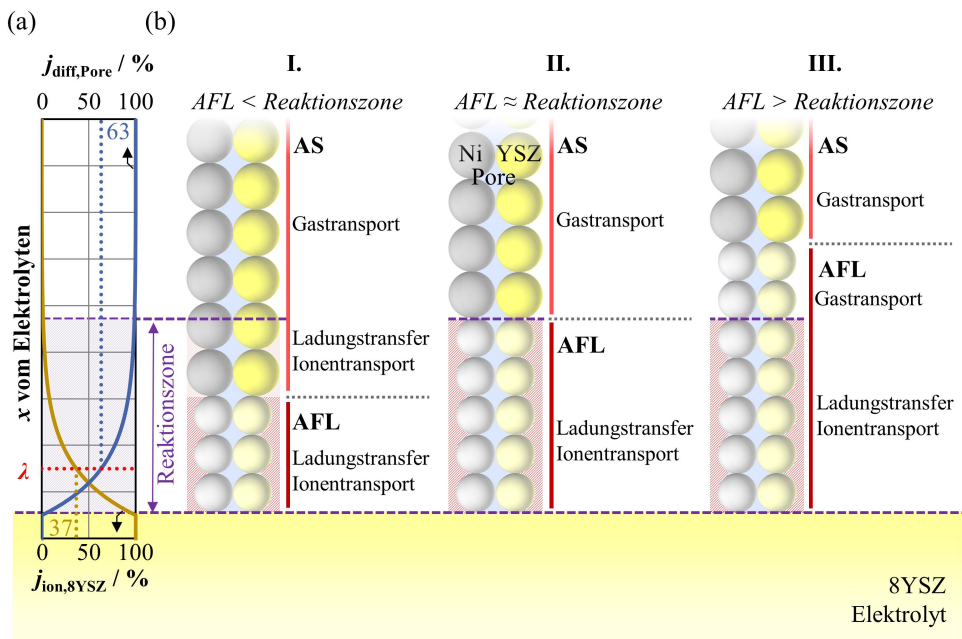 (a)
(b)
j_diff,Pore / %
0 50 100
63
x vom Elektrolyten
λ
37
0 50 100
j_ion,8YSZ / %
Reaktionszone
I.
AFL < Reaktionszone
AS
Gastransport
Ladungstransfer
Ionentransport
AFL
Ladungstransfer
Ionentransport
II.
AFL ≈ Reaktionszone
Ni YSZ
Pore
AS
Gastransport
AFL
Ladungstransfer
Ionentransport
III.
AFL > Reaktionszone
AS
Gastransport
AFL
Gastransport
Ladungstransfer
Ionentransport
8YSZ
Elektrolyt